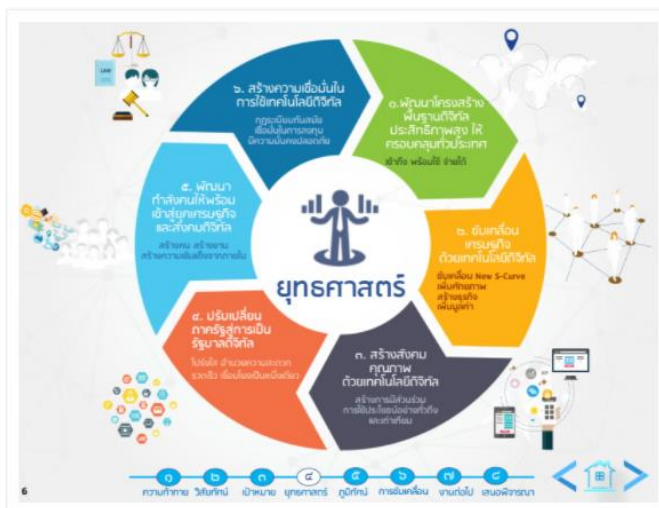 ๖. สร้างความเชื่อมั่นใน
การใช้เทคโนโลยีดิจิทัล
กฎระเบียบทันสมัย
เชื่อมั่นในการลงทุน
มีความมั่นคงปลอดภัย
๑.พัฒนาโครงสร้าง
พื้นฐานดิจิทัล
ประสิทธิภาพสูง ให้
ครอบคลุมทั่วประเทศ
เข้าถึง พร้อมใช้ จ่ายได้
๒. ขับเคลื่อน
เศรษฐกิจ
ด้วยเทคโนโลยีดิจิทัล
ขับเคลื่อน New S-Curve
เพิ่มศักยภาพ
สร้างธุรกิจ
เพิ่มมูลค่า
๓. สร้างสังคม
คุณภาพ
ด้วยเทคโนโลยีดิจิทัล
สร้างการมีส่วนร่วม
การใช้ประโยชน์อย่างทั่วถึง
และเท่าเทียม
๔. ปรับเปลี่ยน
ภาครัฐสู่การเป็น
รัฐบาลดิจิทัล
โปร่งใส อำนวยความสะดวก
รวดเร็ว เชื่อมโยงเป็นหนึ่งเดียว
๕. พัฒนา
กำลังคนให้พร้อม
เข้าสู่ยุคเศรษฐกิจ
และสังคมดิจิทัล
สร้างคน สร้างงาน
สร้างความเข้มแข็งจากภายใน
ยุทธศาสตร์
๑ ๒ ๓ ๔ ๕ ๖ ๗ ๘
ความท้าทาย วิสัยทัศน์ เป้าหมาย ยุทธศาสตร์ ภูมิทัศน์ การขับเคลื่อน งานต่อไป เสนอพิจารณา
6